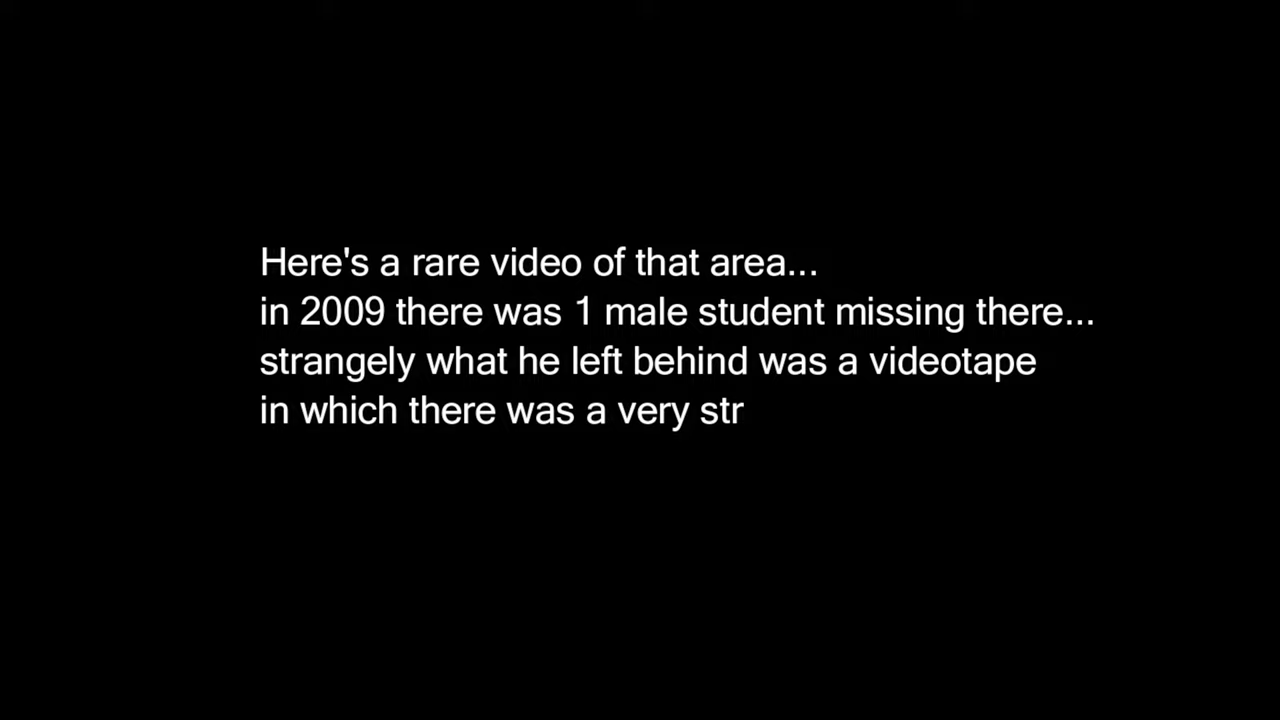 Here's a rare video of that area...
in 2009 there was 1 male student missing there...
strangely what he left behind was a videotape
in which there was a very str